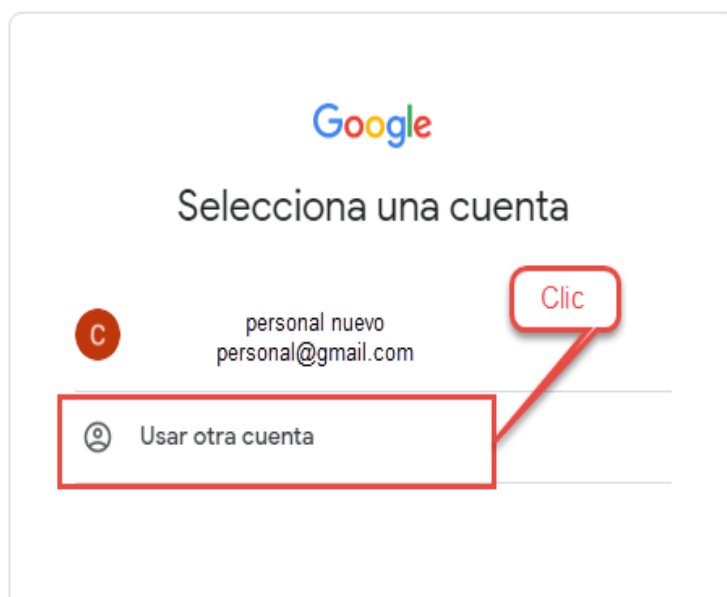 Google
Selecciona una cuenta
Clic
C
personal nuevo
personal@gmail.com
Usar otra cuenta